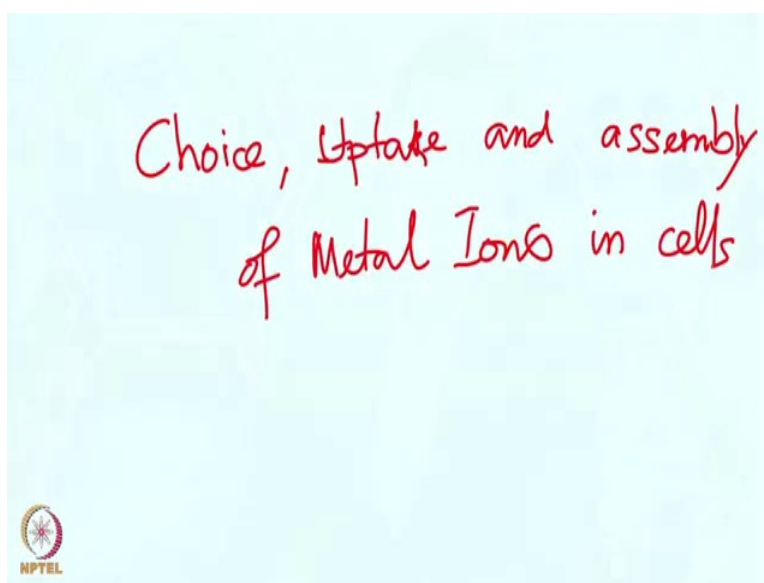 Choice, Uptake and assembly
of Metal Ions in cells
NPTEL